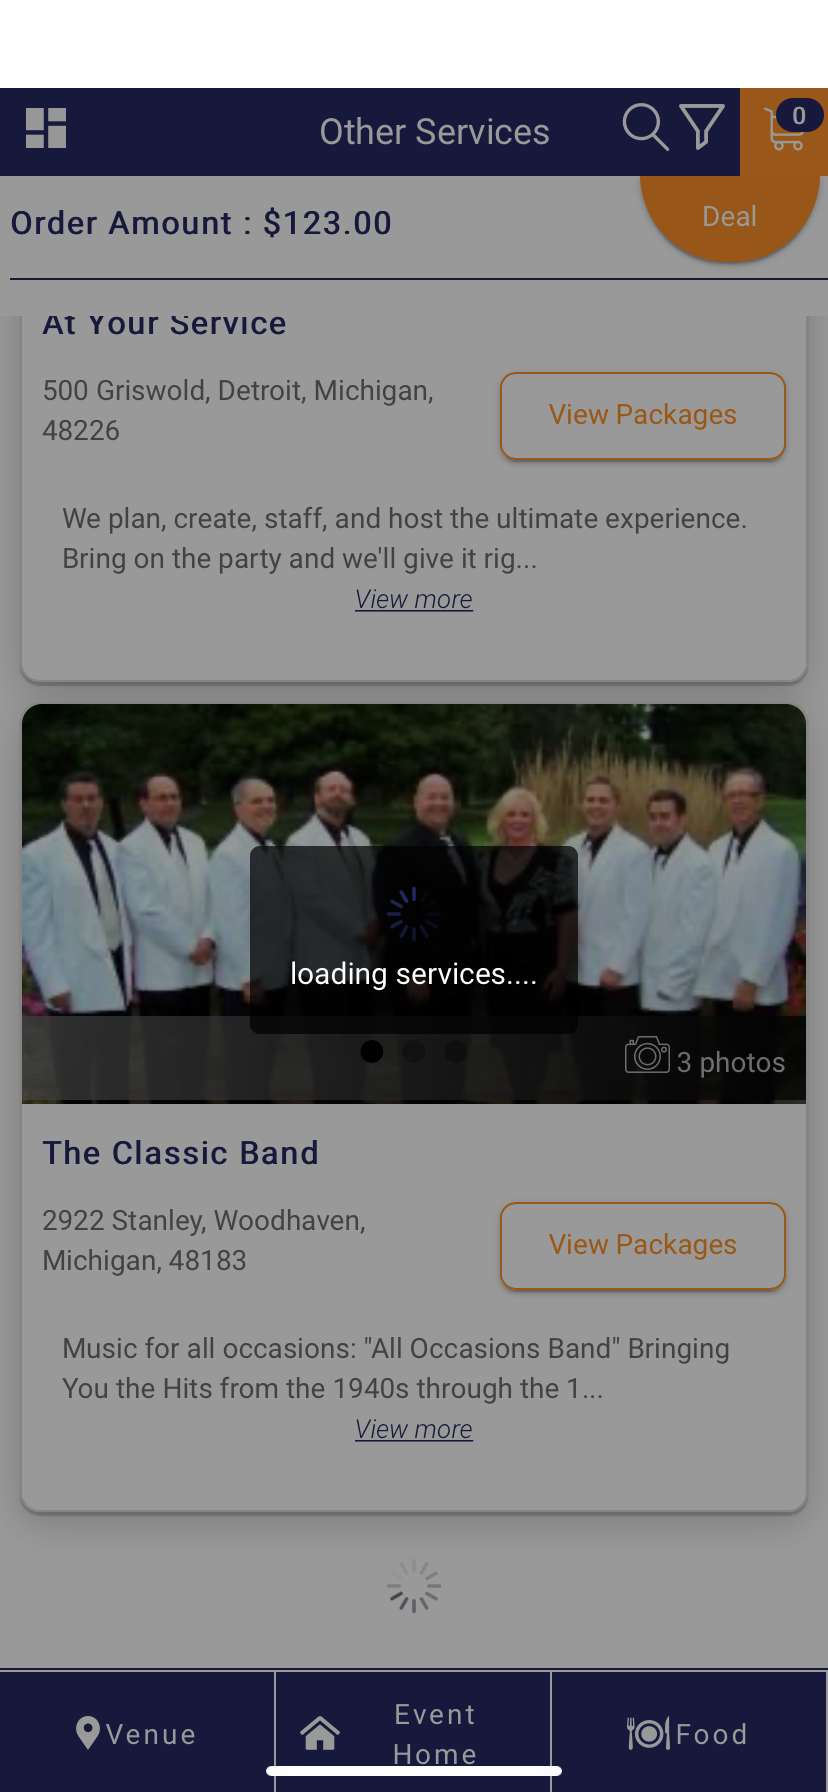 Other Services
0
Order Amount : $123.00
Deal
At Your Service
500 Griswold, Detroit, Michigan,
48226
View Packages
We plan, create, staff, and host the ultimate experience.
Bring on the party and we'll give it rig...
View more
loading services....
3 photos
The Classic Band
2922 Stanley, Woodhaven,
Michigan, 48183
View Packages
Music for all occasions: "All Occasions Band" Bringing
You the Hits from the 1940s through the 1...
View more
Venue
Event
Home
Food